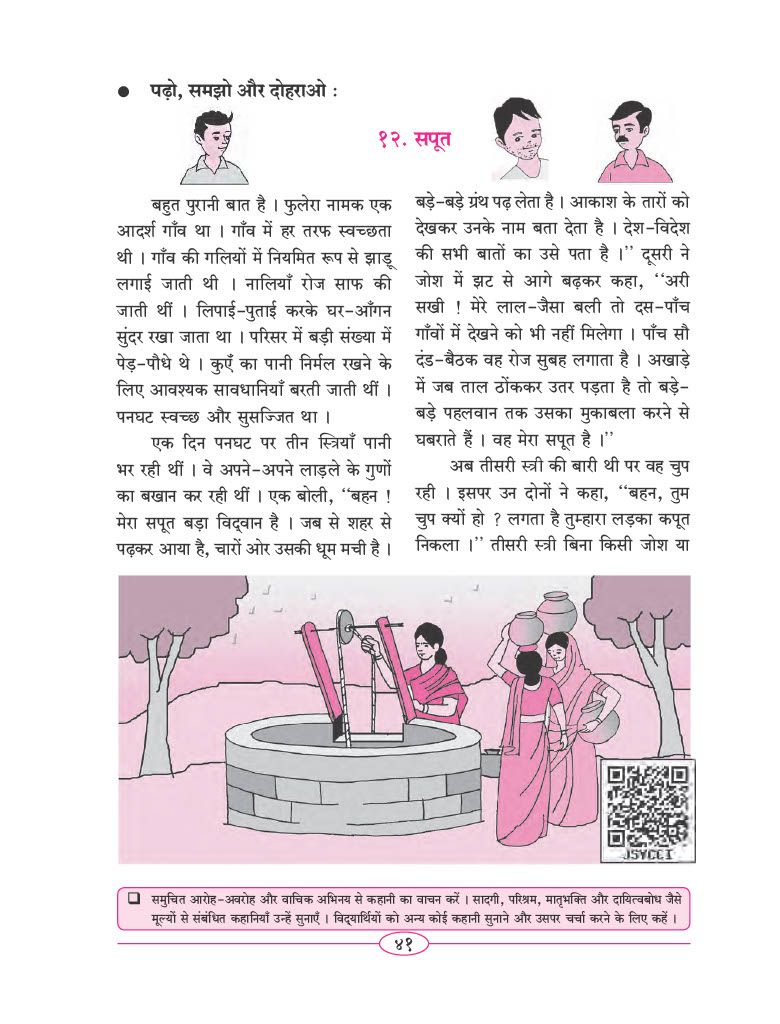 ● पढ़ो, समझो और दोहराओ :
१२. सपूत
बहुत पुरानी बात है । फुलेरा नामक एक
आदर्श गाँव था । गाँव में हर तरफ स्वच्छता
थी । गाँव की गलियों में नियमित रूप से झाड़ू
लगाई जाती थी । नालियाँ रोज साफ की
जाती थीं । लिपाई-पुताई करके घर-आँगन
सुंदर रखा जाता था । परिसर में बड़ी संख्या में
पेड़-पौधे थे । कुएँ का पानी निर्मल रखने के
लिए आवश्यक सावधानियाँ बरती जाती थीं ।
पनघट स्वच्छ और सुसज्जित था ।
एक दिन पनघट पर तीन स्त्रियाँ पानी
भर रही थीं । वे अपने-अपने लाड़ले के गुणों
का बखान कर रही थीं । एक बोली, ‘‘बहन !
मेरा सपूत बड़ा विद्‌वान है । जब से शहर से
पढ़कर आया है, चारों ओर उसकी धूम मची है ।
बड़े-बड़े ग्रंथ पढ़ लेता है । आकाश के तारों को
देखकर उनके नाम बता देता है । देश-विदेश
की सभी बातों का उसे पता है ।’’ दूसरी ने
जोश में झट से आगे बढ़कर कहा, ‘‘अरी
सखी ! मेरे लाल-जैसा बली तो दस-पाँच
गाँवों में देखने को भी नहीं मिलेगा । पाँच सौ
दंड-बैठक वह रोज सुबह लगाता है । अखाड़े
में जब ताल ठोंककर उतर पड़ता है तो बड़े-
बड़े पहलवान तक उसका मुकाबला करने से
घबराते हैं । वह मेरा सपूत है ।’’
अब तीसरी स्त्री की बारी थी पर वह चुप
रही । इसपर उन दोनों ने कहा, ‘‘बहन, तुम
चुप क्यों हो ? लगता है तुम्हारा लड़का कपूत
निकला ।’’ तीसरी स्त्री बिना किसी जोश या
J5YCCI
❑ समुचित आरोह-अवरोह और वाचिक अभिनय से कहानी का वाचन करें । सादगी, परिश्रम, मातृभक्ति और दायित्वबोध जैसे
मूल्यों से संबंधित कहानियाँ उन्हें सुनाएँ । विद्‌यार्थियों को अन्य कोई कहानी सुनाने और उसपर चर्चा करने के लिए कहें ।
४१